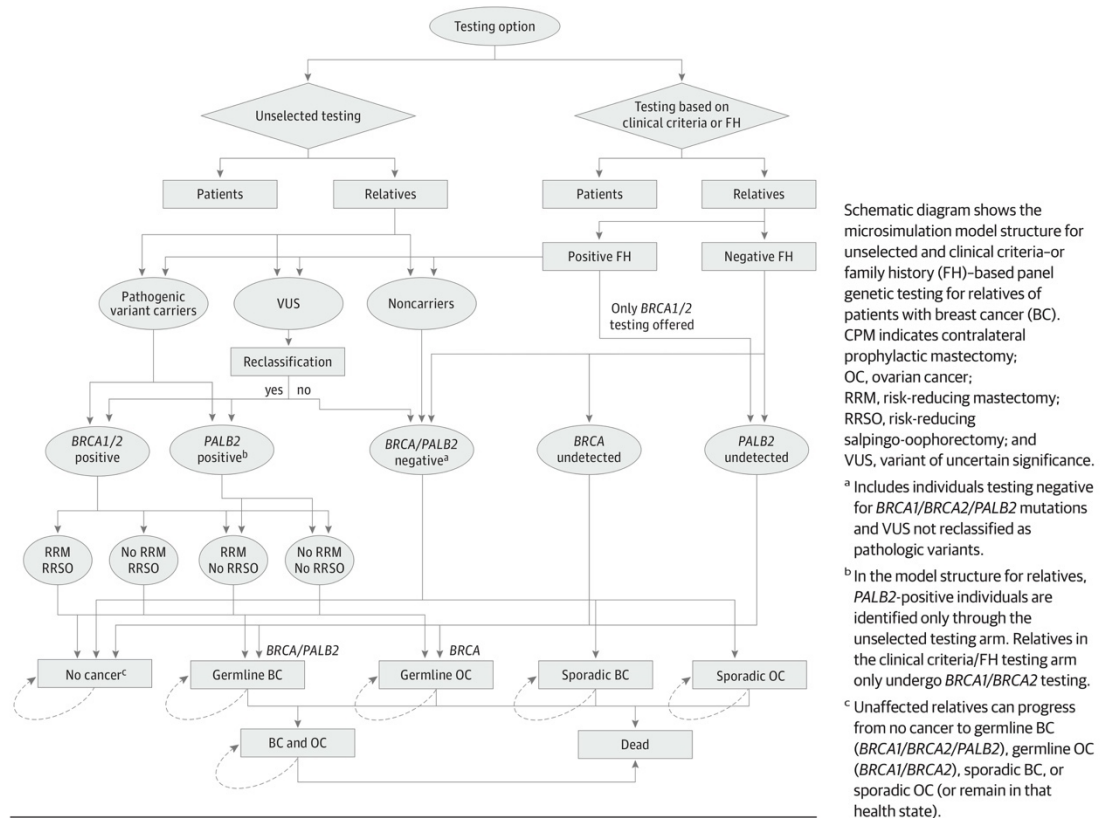 Testing option
Unselected testing
Testing based on
clinical criteria or FH
Patients
Relatives
Patients
Relatives
Positive FH
Negative FH
Pathogenic
variant carriers
VUS
Noncarriers
Only BRCA1/2
testing offered
Reclassification
yes
no
BRCA1/2
positive
PALB2
positiveᵇ
BRCA/PALB2
negativeᵃ
BRCA
undetected
PALB2
undetected
RRM
RRSO
No RRM
RRSO
RRM
No RRSO
No RRM
No RRSO
BRCA/PALB2
BRCA
No cancerᶜ
Germline BC
Germline OC
Sporadic BC
Sporadic OC
BC and OC
Dead
Schematic diagram shows the
microsimulation model structure for
unselected and clinical criteria–or
family history (FH)–based panel
genetic testing for relatives of
patients with breast cancer (BC).
CPM indicates contralateral
prophylactic mastectomy;
OC, ovarian cancer;
RRM, risk-reducing mastectomy;
RRSO, risk-reducing
salpingo-oophorectomy; and
VUS, variant of uncertain significance.
ᵃ Includes individuals testing negative
for BRCA1/BRCA2/PALB2 mutations
and VUS not reclassified as
pathologic variants.
ᵇ In the model structure for relatives,
PALB2-positive individuals are
identified only through the
unselected testing arm. Relatives in
the clinical criteria/FH testing arm
only undergo BRCA1/BRCA2 testing.
ᶜ Unaffected relatives can progress
from no cancer to germline BC
(BRCA1/BRCA2/PALB2), germline OC
(BRCA1/BRCA2), sporadic BC, or
sporadic OC (or remain in that
health state).